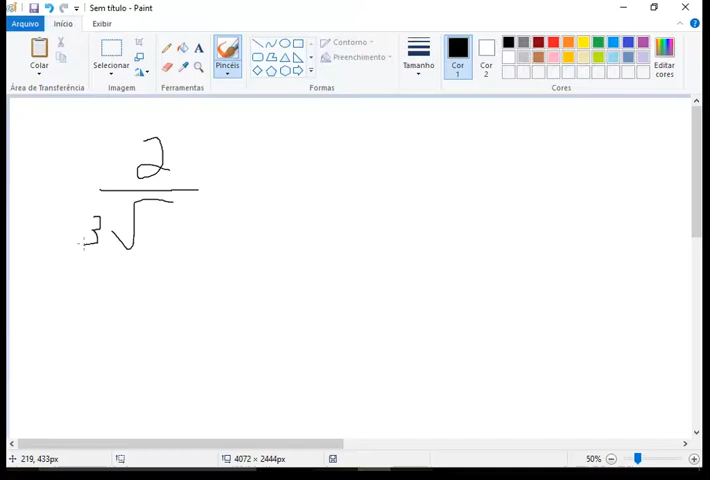 Sem título - Paint
Arquivo Início Exibir
Colar
Selecionar
Pincéis
Contorno
Preenchimento
Tamanho
Cor 1
Cor 2
Editar cores
Área de Transferência Imagem Ferramentas Formas Cores
2
3√
219, 433px 4072 × 2444px 50%